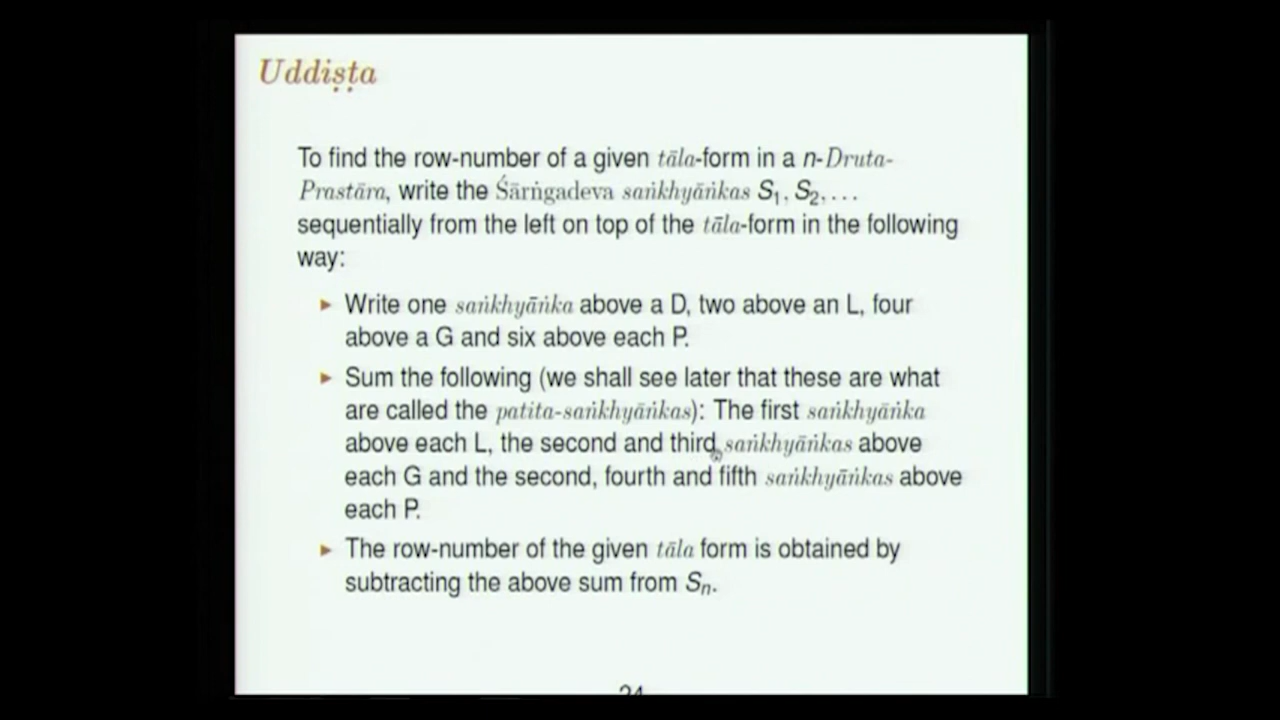 Uddiṣṭa
To find the row-number of a given tāla-form in a n-Druta-
Prastāra, write the Śārṅgadeva saṅkhyāṅkas S₁, S₂,...
sequentially from the left on top of the tāla-form in the following
way:
▸ Write one saṅkhyāṅka above a D, two above an L, four
above a G and six above each P.
▸ Sum the following (we shall see later that these are what
are called the patita-saṅkhyāṅkas): The first saṅkhyāṅka
above each L, the second and third saṅkhyāṅkas above
each G and the second, fourth and fifth saṅkhyāṅkas above
each P.
▸ The row-number of the given tāla form is obtained by
subtracting the above sum from Sₙ.
24